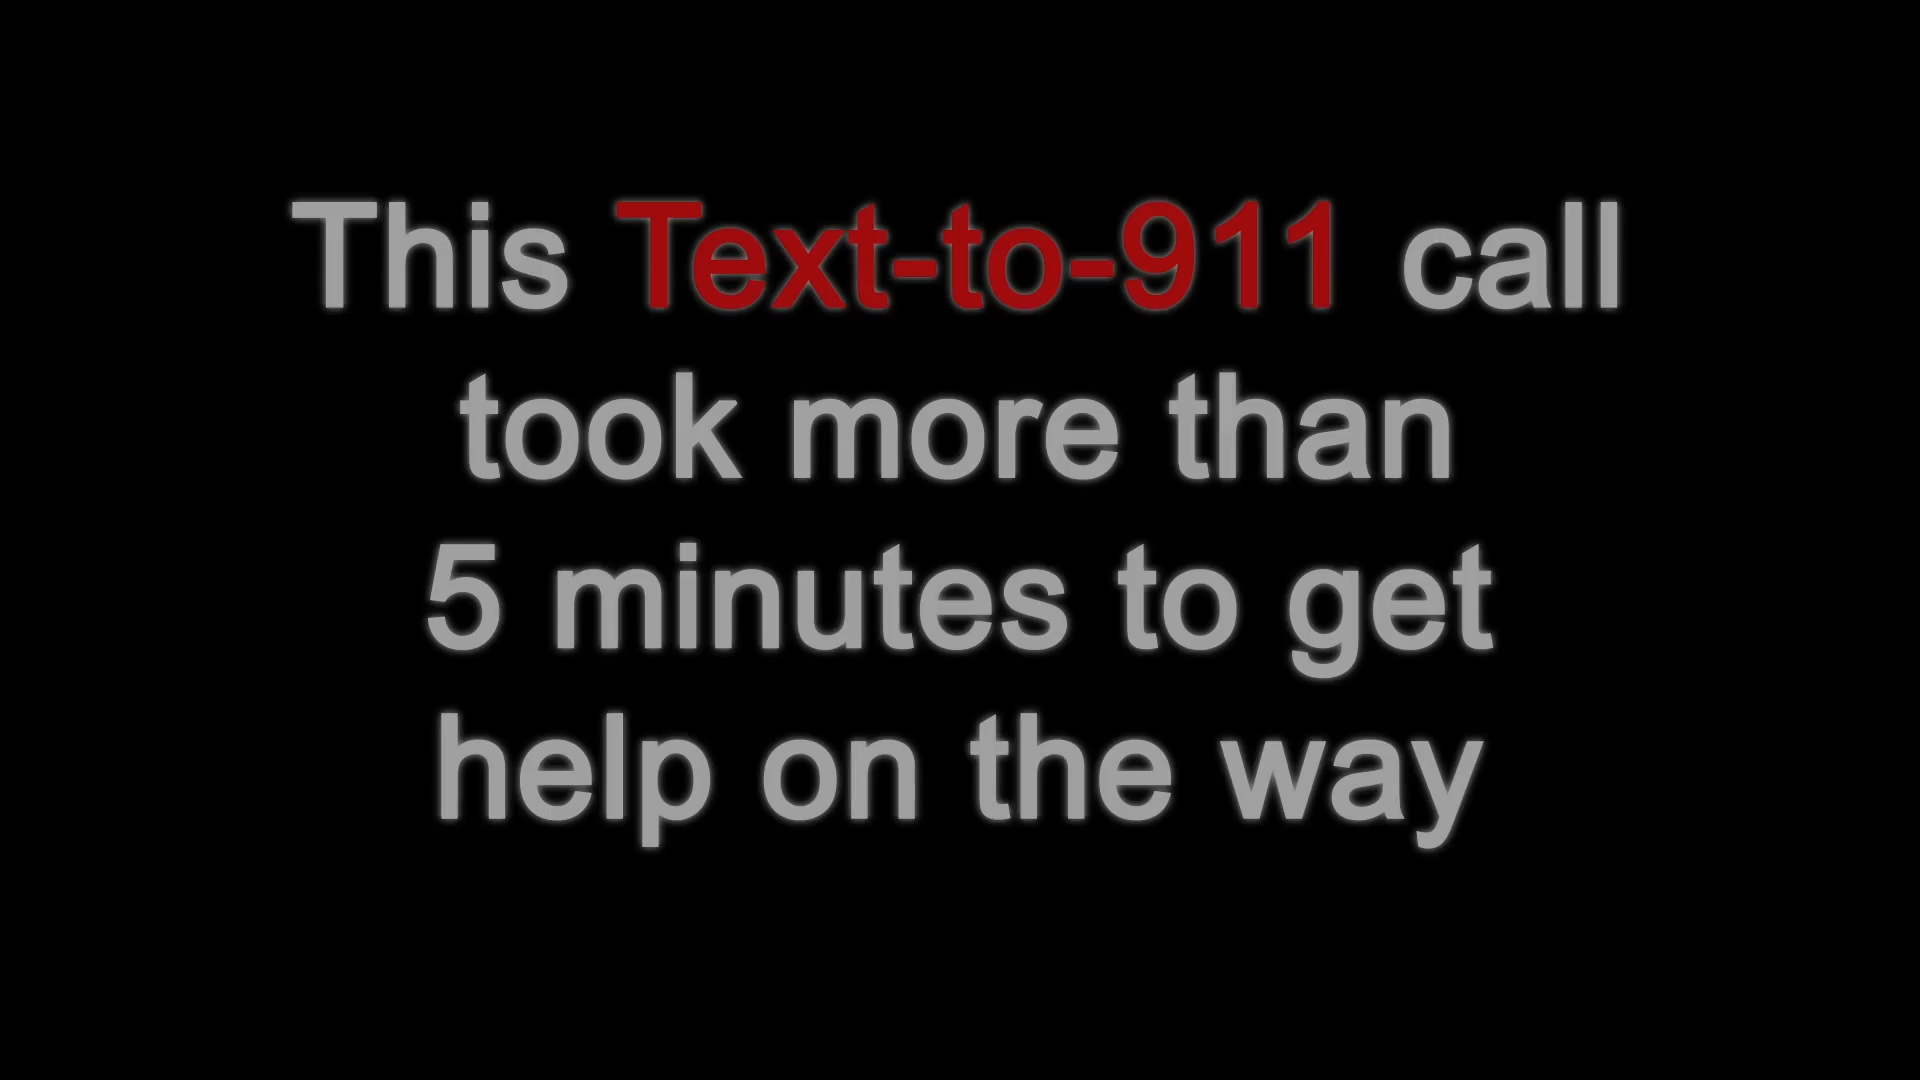 This Text-to-911 call
took more than
5 minutes to get
help on the way